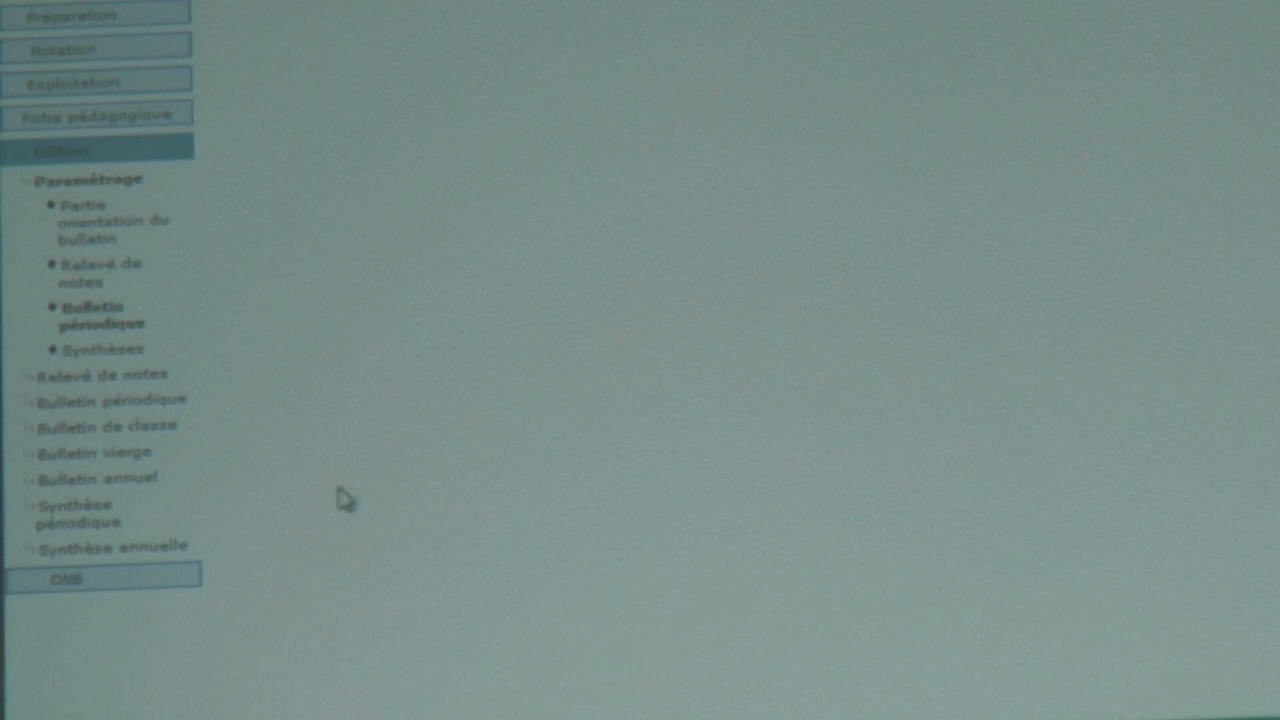 Préparation
Notation
Exploitation
Fiche pédagogique
Edition
Paramétrage
Partie
orientation du
bulletin
Relevé de
notes
Bulletin
périodique
Synthèses
Relevé de notes
Bulletin périodique
Bulletin de classe
Bulletin vierge
Bulletin annuel
Synthèse
périodique
Synthèse annuelle
DNB